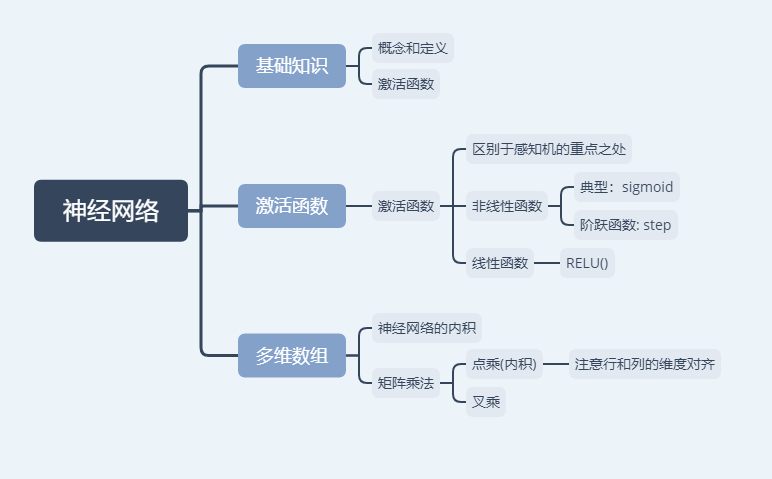 神经网络
基础知识
概念和定义
激活函数
激活函数
激活函数
区别于感知机的重点之处
非线性函数
典型：sigmoid
阶跃函数: step
线性函数
RELU()
多维数组
神经网络的内积
矩阵乘法
点乘(内积)
注意行和列的维度对齐
叉乘